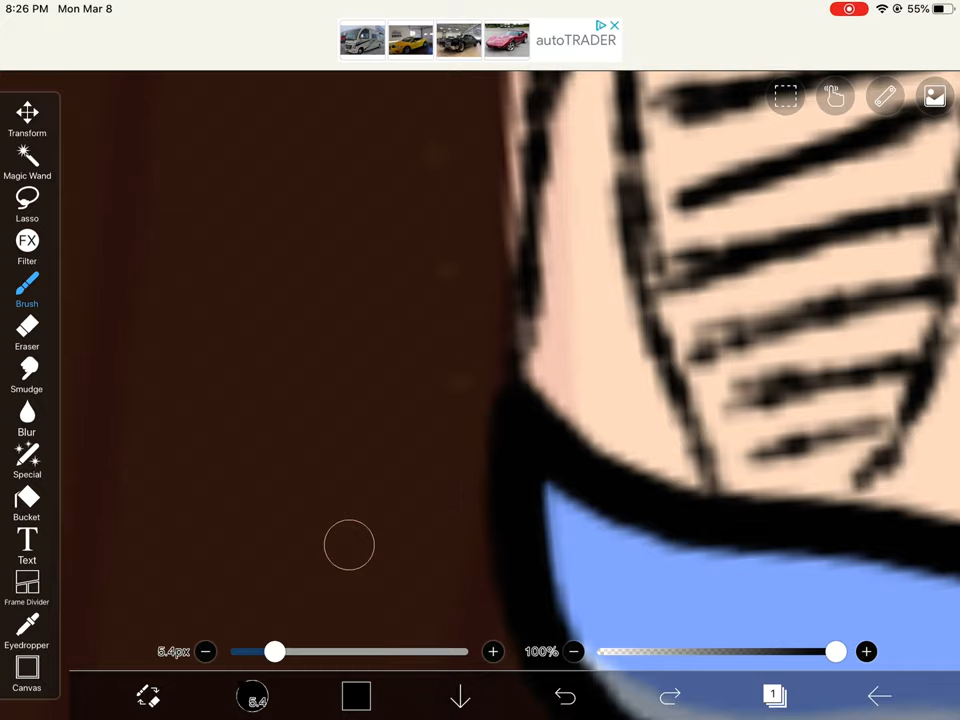 8:26 PM Mon Mar 8
55%
autoTRADER
Transform
Magic Wand
Lasso
FX
Filter
Brush
Eraser
Smudge
Blur
Special
Bucket
T
Text
Frame Divider
Eyedropper
Canvas
5.4px
100%
5.4
1